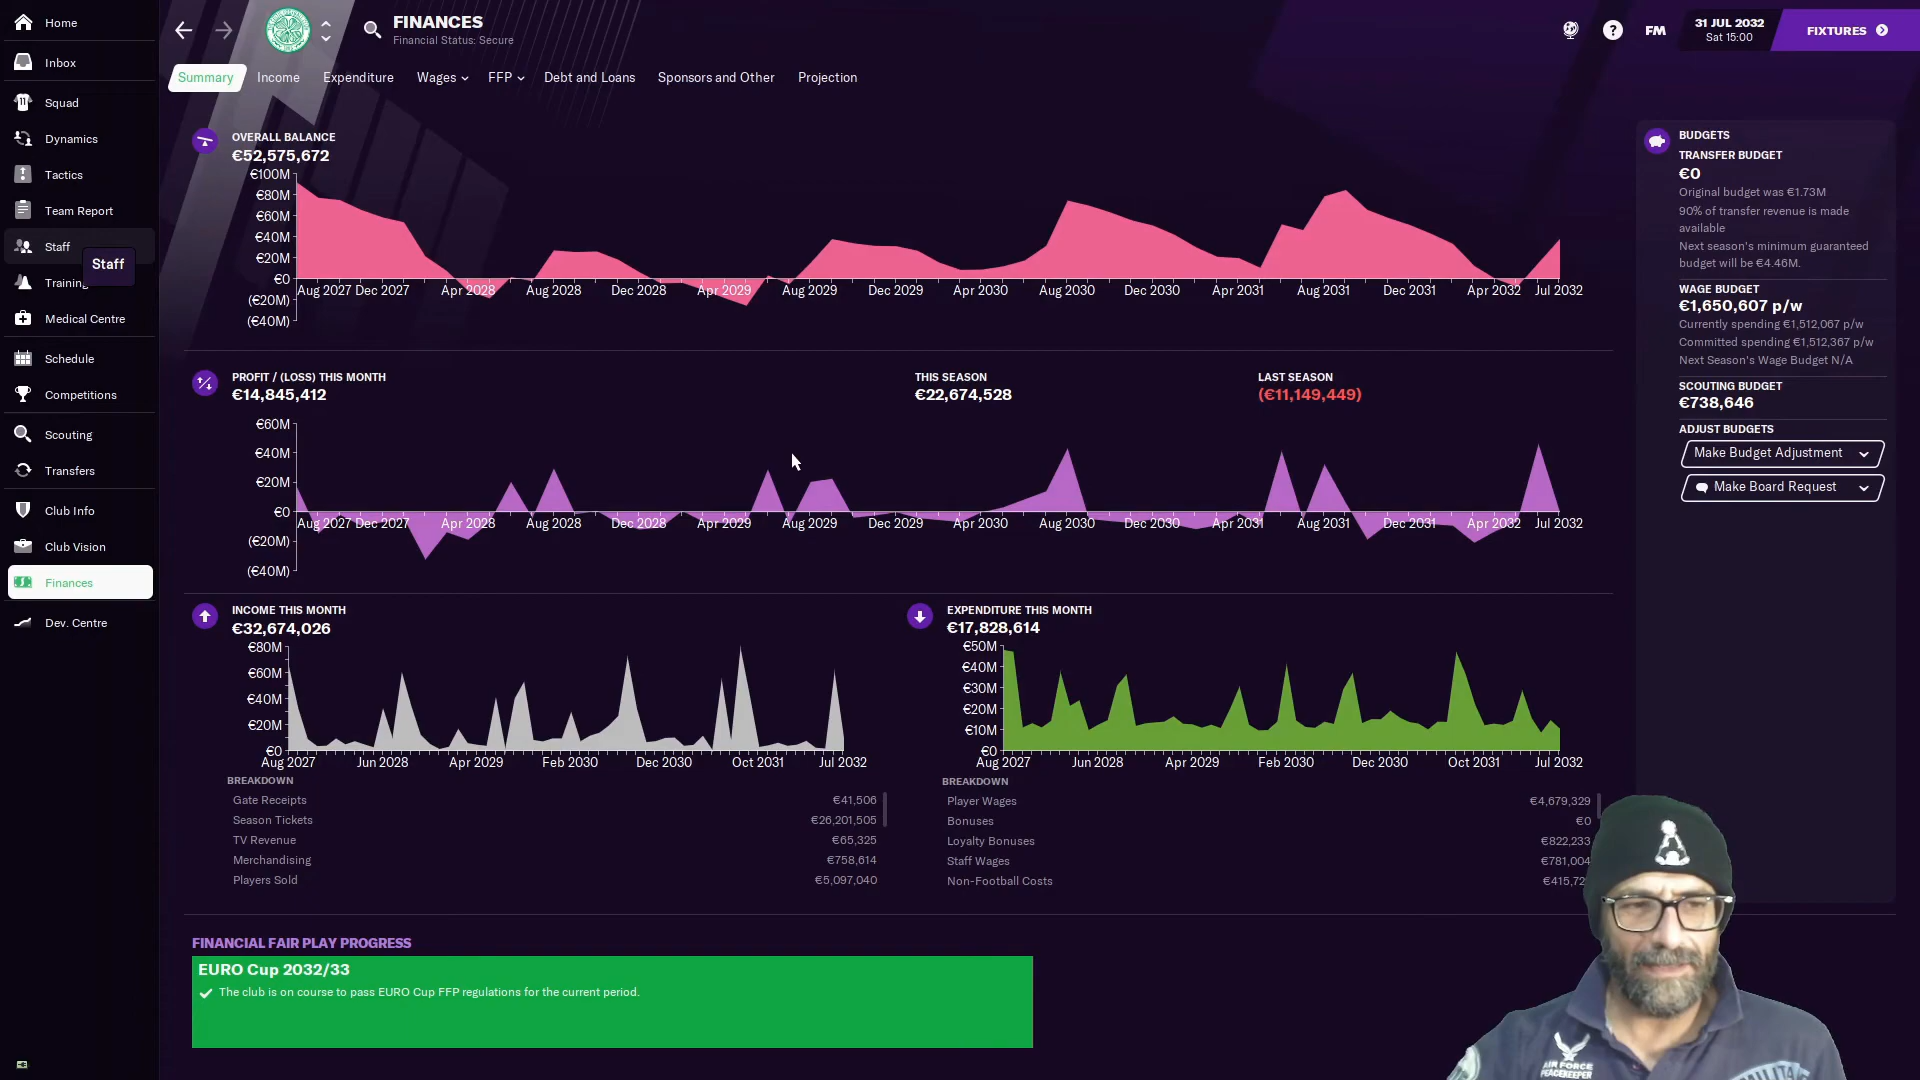 Home
Inbox
Squad
Dynamics
Tactics
Team Report
Staff
Staff
Training
Medical Centre
Schedule
Competitions
Scouting
Transfers
Club Info
Club Vision
Finances
Dev. Centre
FINANCES
Financial Status: Secure
FM
31 JUL 2032
Sat 15:00
FIXTURES
Summary Income Expenditure Wages FFP Debt and Loans Sponsors and Other Projection
OVERALL BALANCE
€52,575,672
€100M
€80M
€60M
€40M
€20M
€0
(€20M)
(€40M)
Aug 2027 Dec 2027 Apr 2028 Aug 2028 Dec 2028 Apr 2029 Aug 2029 Dec 2029 Apr 2030 Aug 2030 Dec 2030 Apr 2031 Aug 2031 Dec 2031 Apr 2032 Jul 2032
PROFIT / (LOSS) THIS MONTH
€14,845,412
THIS SEASON
€22,674,528
LAST SEASON
(€11,149,449)
€60M
€40M
€20M
€0
(€20M)
(€40M)
Aug 2027 Dec 2027 Apr 2028 Aug 2028 Dec 2028 Apr 2029 Aug 2029 Dec 2029 Apr 2030 Aug 2030 Dec 2030 Apr 2031 Aug 2031 Dec 2031 Apr 2032 Jul 2032
INCOME THIS MONTH
€32,674,026
€80M
€60M
€40M
€20M
€0
Aug 2027 Jun 2028 Apr 2029 Feb 2030 Dec 2030 Oct 2031 Jul 2032
BREAKDOWN
Gate Receipts €41,506
Season Tickets €26,201,505
TV Revenue €65,325
Merchandising €758,614
Players Sold €5,097,040
EXPENDITURE THIS MONTH
€17,828,614
€50M
€40M
€30M
€20M
€10M
€0
Aug 2027 Jun 2028 Apr 2029 Feb 2030 Dec 2030 Oct 2031 Jul 2032
BREAKDOWN
Player Wages €4,679,329
Bonuses €0
Loyalty Bonuses €822,233
Staff Wages €781,004
Non-Football Costs €415,72
FINANCIAL FAIR PLAY PROGRESS
EURO Cup 2032/33
The club is on course to pass EURO Cup FFP regulations for the current period.
BUDGETS
TRANSFER BUDGET
€0
Original budget was €1.73M
90% of transfer revenue is made
available
Next season's minimum guaranteed
budget will be €4.46M.
WAGE BUDGET
€1,650,607 p/w
Currently spending €1,512,067 p/w
Committed spending €1,512,367 p/w
Next Season's Wage Budget N/A
SCOUTING BUDGET
€738,646
ADJUST BUDGETS
Make Budget Adjustment
Make Board Request
AIR FORCE
PEACEKEEPER